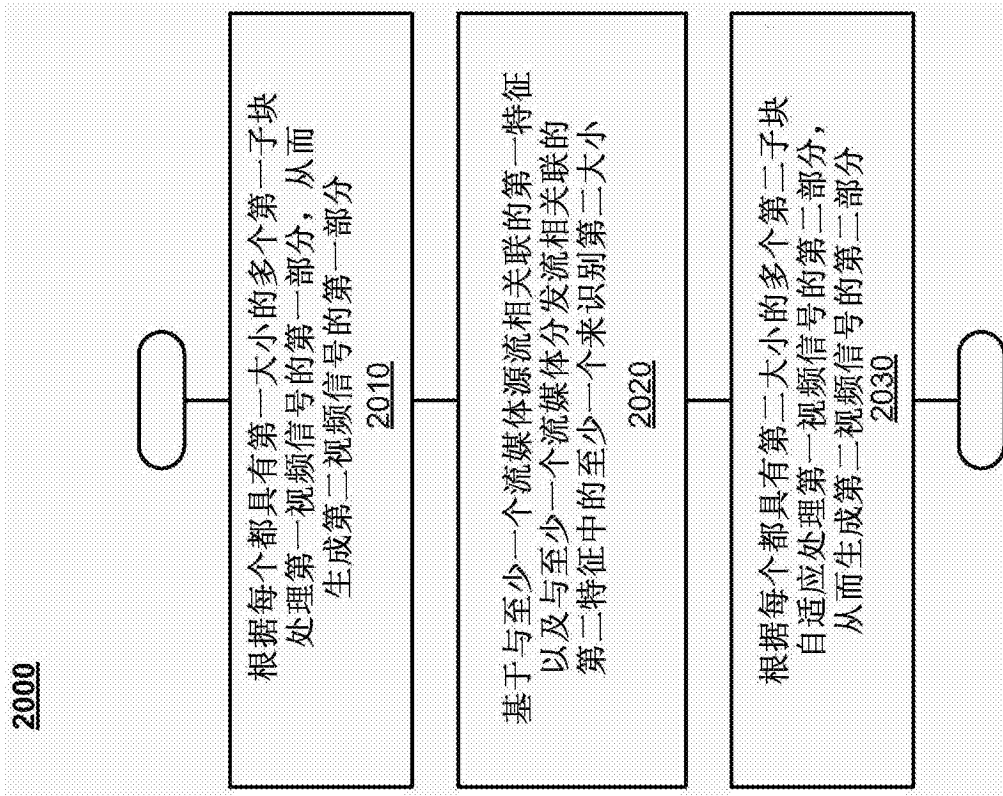 2000
根据每个都具有第一大小的多个第一子块
处理第一视频信号的第一部分，从而
生成第二视频信号的第一部分
2010
基于与至少一个流媒体源流相关联的第一特征
以及与至少一个流媒体分发流相关联的
第二特征中的至少一个来识别第二大小
2020
根据每个都具有第二大小的多个第二子块
自适应处理第一视频信号的第二部分，
从而生成第二视频信号的第二部分
2030